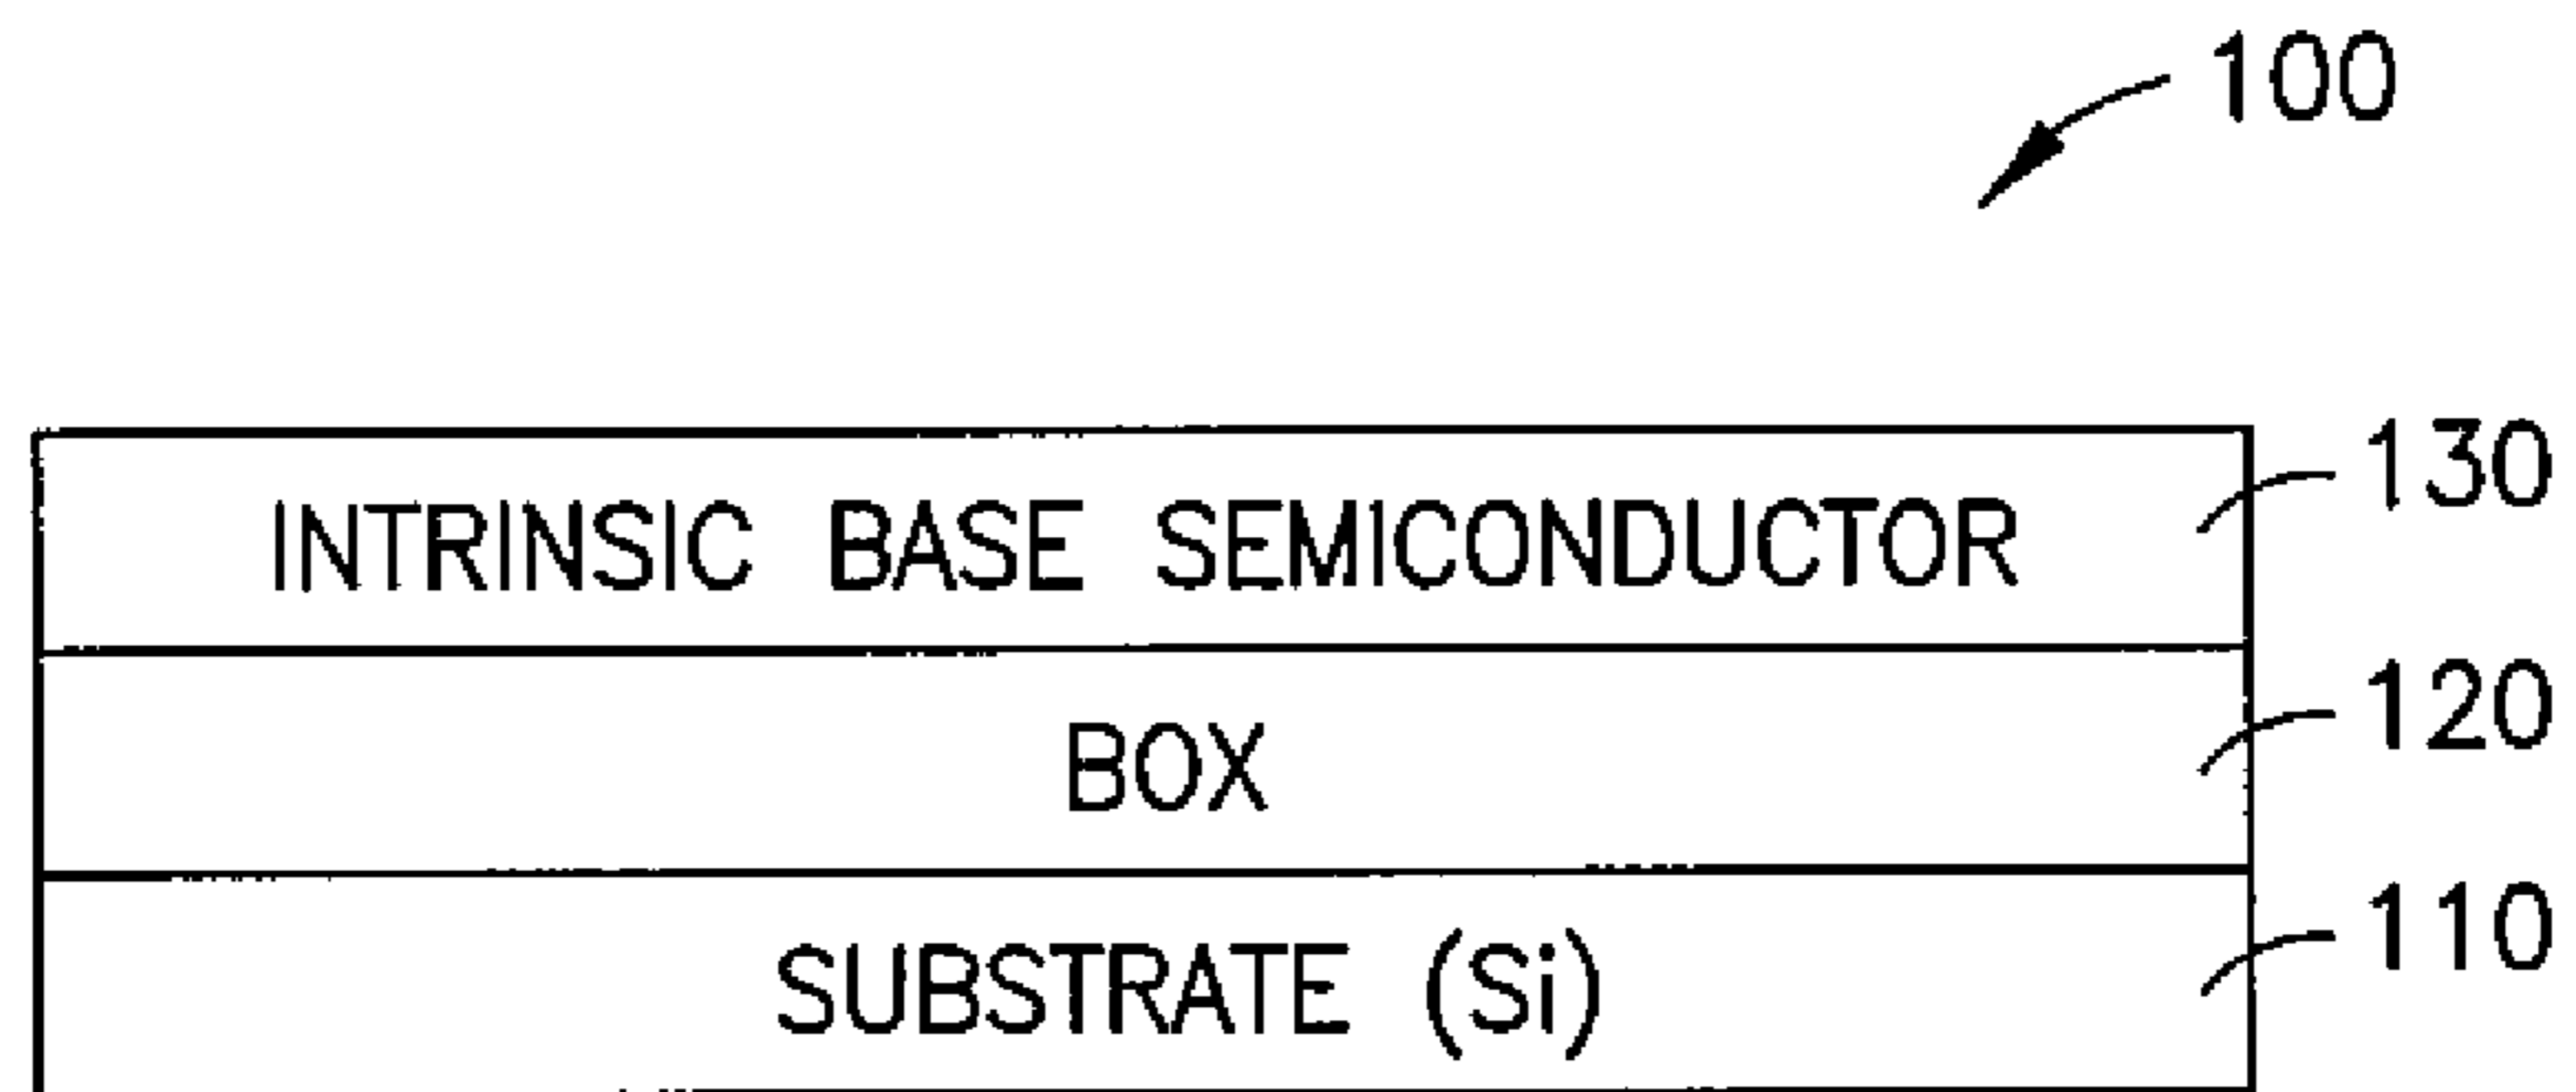 100
130
INTRINSIC BASE SEMICONDUCTOR
120
BOX
110
SUBSTRATE (Si)